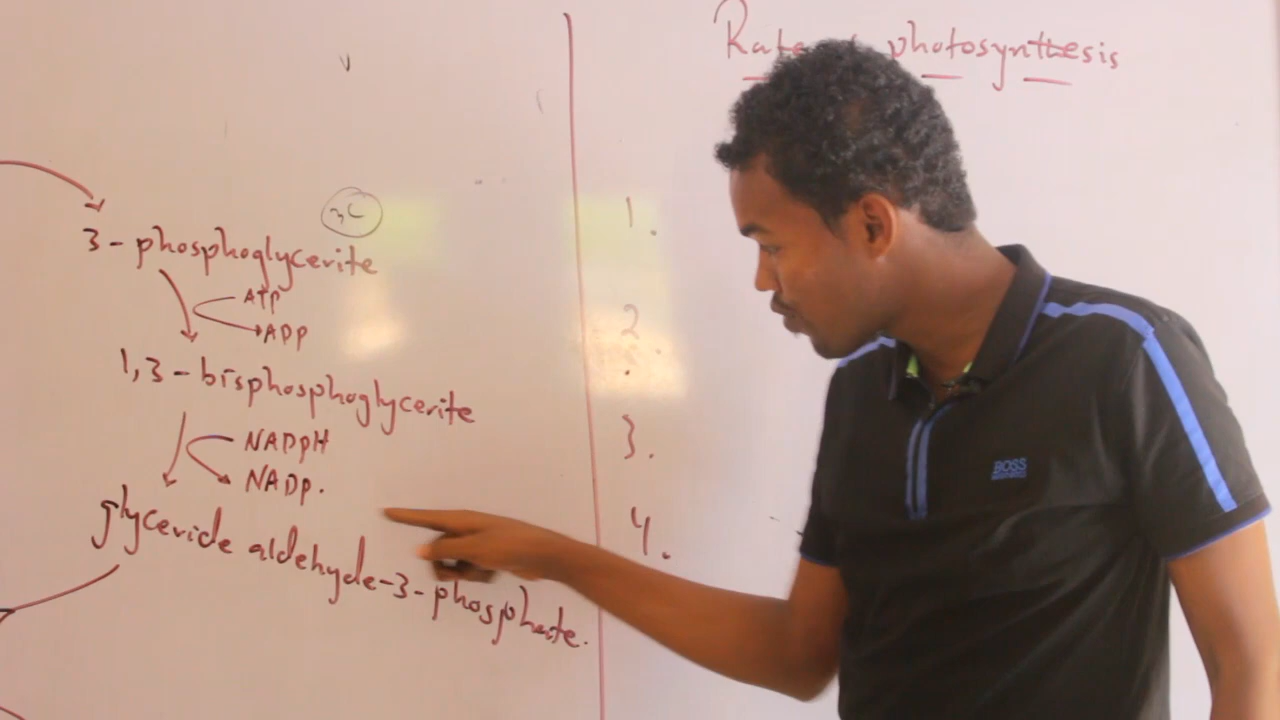 3C
3-phosphoglycerite
ATP
ADP
1,3-bisphosphoglycerite
NADPH
NADP.
glyceride aldehyde-3-phosphate.
Rate photosynthesis
1.
2.
3.
4.
BOSS